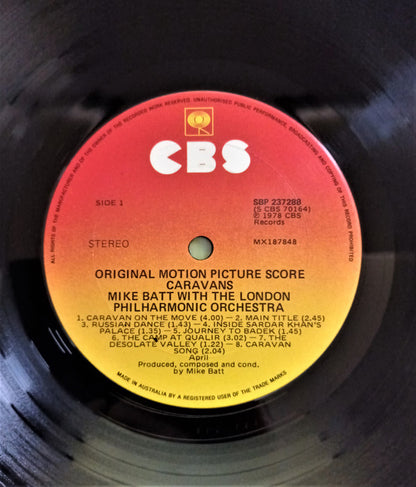 ALL RIGHTS OF THE MANUFACTURER AND OF THE OWNER OF THE RECORDED WORK RESERVED. UNAUTHORISED PUBLIC PERFORMANCE, BROADCASTING AND COPYING OF THIS RECORD PROHIBITED
CBS
SIDE 1
SBP 237288
(S CBS 70164)
Ⓟ 1978 CBS
Records
STEREO
MX187848
ORIGINAL MOTION PICTURE SCORE
CARAVANS
MIKE BATT WITH THE LONDON
PHILHARMONIC ORCHESTRA
1. CARAVAN ON THE MOVE (4.00) — 2. MAIN TITLE (2.45)
3. RUSSIAN DANCE (1.43) — 4. INSIDE SARDAR KHAN'S
PALACE (1.35) — 5. JOURNEY TO BADEK (1.45)
6. THE CAMP AT QUALIR (3.02) — 7. THE
DESOLATE VALLEY (1.22) — 8. CARAVAN
SONG (2.04)
April
Produced, composed and cond.
by Mike Batt
MADE IN AUSTRALIA BY A REGISTERED USER OF THE TRADE MARKS